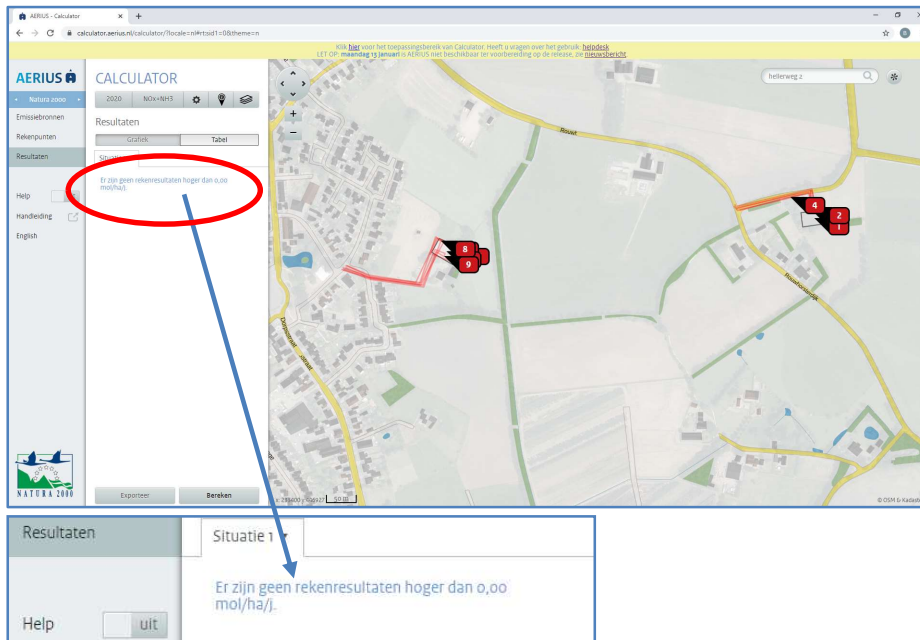 AERIUS - Calculator
calculator.aerius.nl/calculator/?locale=nl#rtsid1=0&theme=n
Klik hier voor het toepassingsbereik van Calculator. Heeft u vragen over het gebruik: helpdesk.
LET OP: maandag 15 januari is AERIUS niet beschikbaar ter voorbereiding op de release, zie nieuwsbericht.
AERIUS
CALCULATOR
hellerweg 2
Natura 2000
2020 NOx+NH3
Emissiebronnen
Resultaten
Rekenpunten
Grafiek Tabel
Resultaten
Er zijn geen rekenresultaten hoger dan 0,00
mol/ha/j.
Help
Handleiding
English
4
2
1
8
9
NATURA 2000
Exporteer Bereken
50 m
© OSM & Kadaste
Resultaten
Situatie 1
Er zijn geen rekenresultaten hoger dan 0,00
mol/ha/j.
Help uit